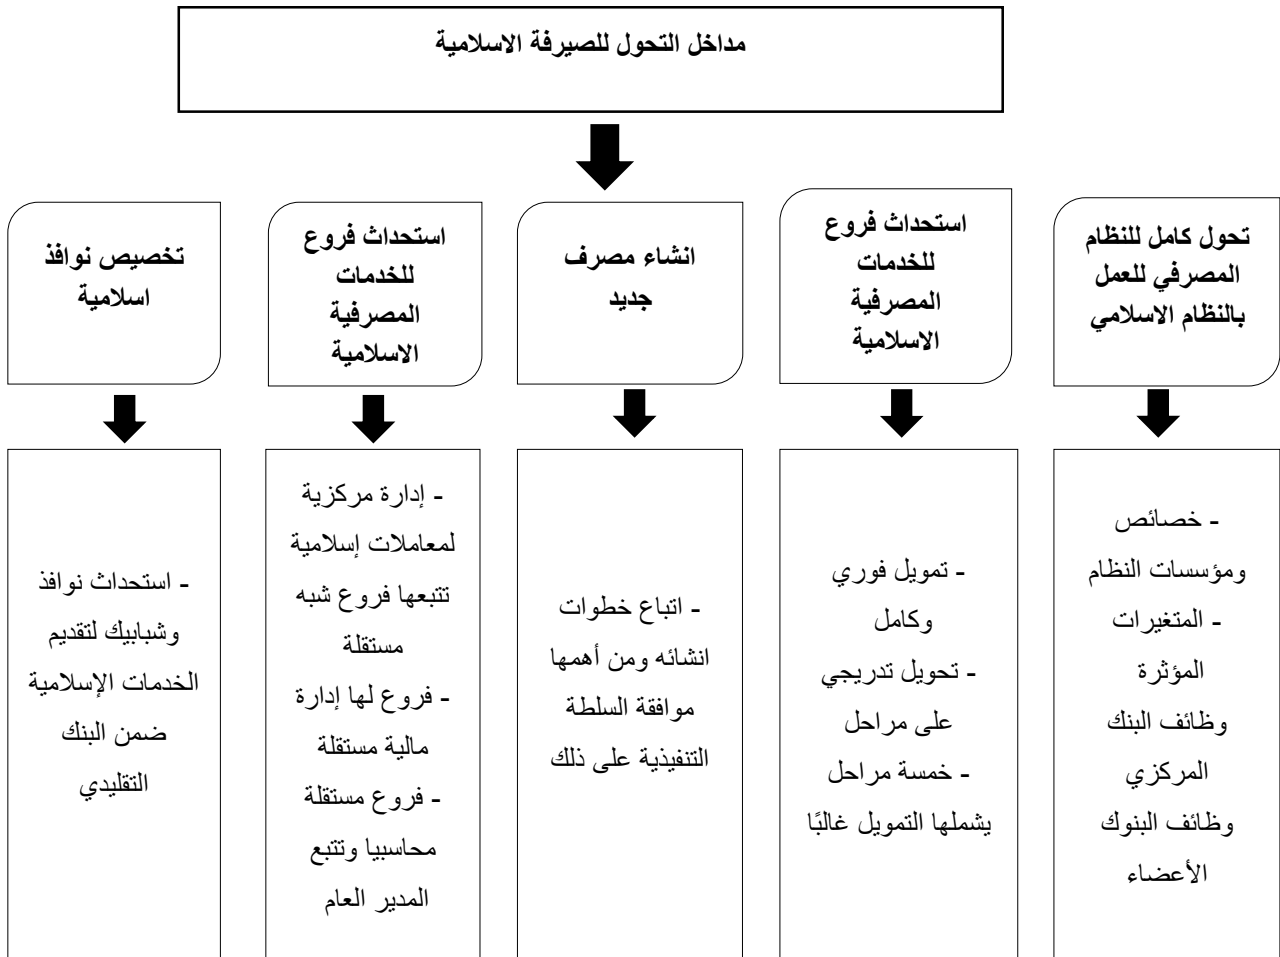 مداخل التحول للصيرفة الاسلامية
تحول كامل للنظام
المصرفي للعمل
بالنظام الاسلامي
استحداث فروع
للخدمات
المصرفية
الاسلامية
انشاء مصرف
جديد
استحداث فروع
للخدمات
المصرفية
الاسلامية
تخصيص نوافذ
اسلامية
- خصائص
ومؤسسات النظام
- المتغيرات
المؤثرة
وظائف البنك
المركزي
وظائف البنوك
الأعضاء
- تمويل فوري
وكامل
- تحويل تدريجي
على مراحل
- خمسة مراحل
يشملها التمويل غالبًا
- اتباع خطوات
انشائه ومن أهمها
موافقة السلطة
التنفيذية على ذلك
- إدارة مركزية
لمعاملات إسلامية
تتبعها فروع شبه
مستقلة
- فروع لها إدارة
مالية مستقلة
- فروع مستقلة
محاسبيا وتتبع
المدير العام
- استحداث نوافذ
وشبابيك لتقديم
الخدمات الإسلامية
ضمن البنك
التقليدي